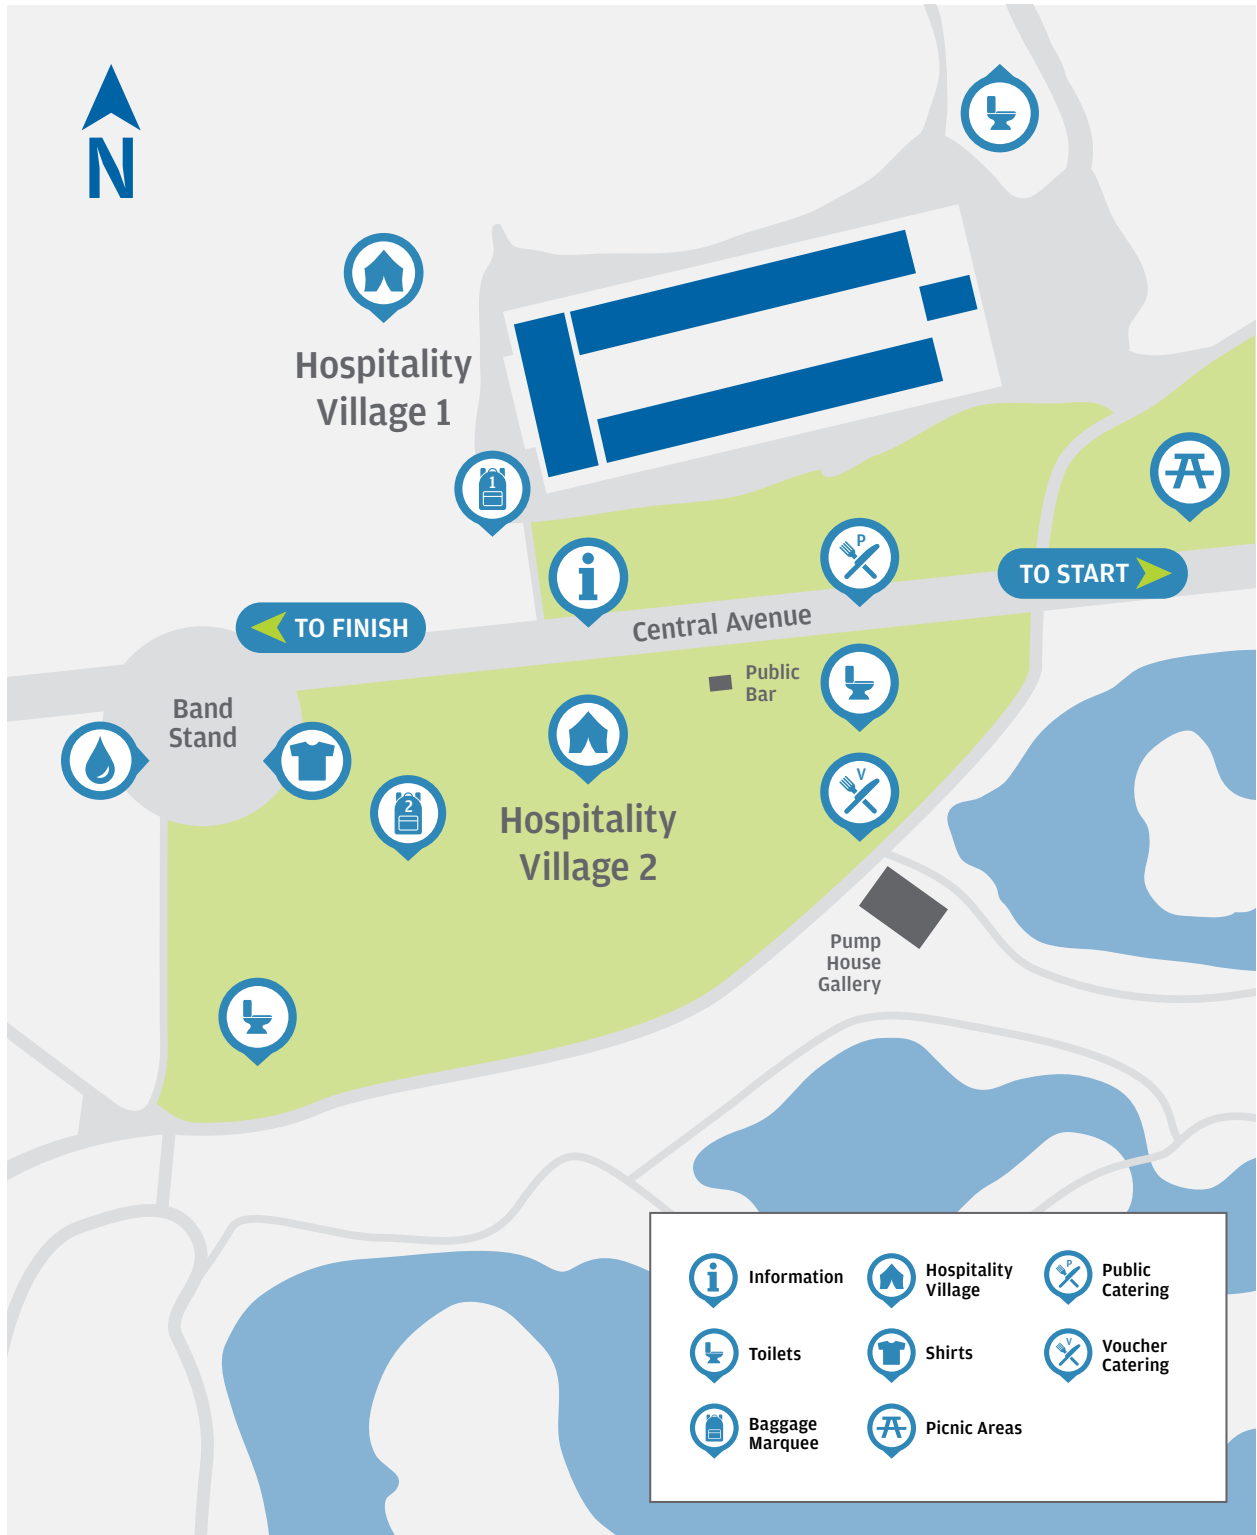 N
Hospitality
Village 1
1
P
TO START
TO FINISH
Central Avenue
Public
Bar
Band
Stand
V
2
Hospitality
Village 2
Pump
House
Gallery
Information
Hospitality
Village
P
Public
Catering
Toilets
Shirts
V
Voucher
Catering
Baggage
Marquee
Picnic Areas